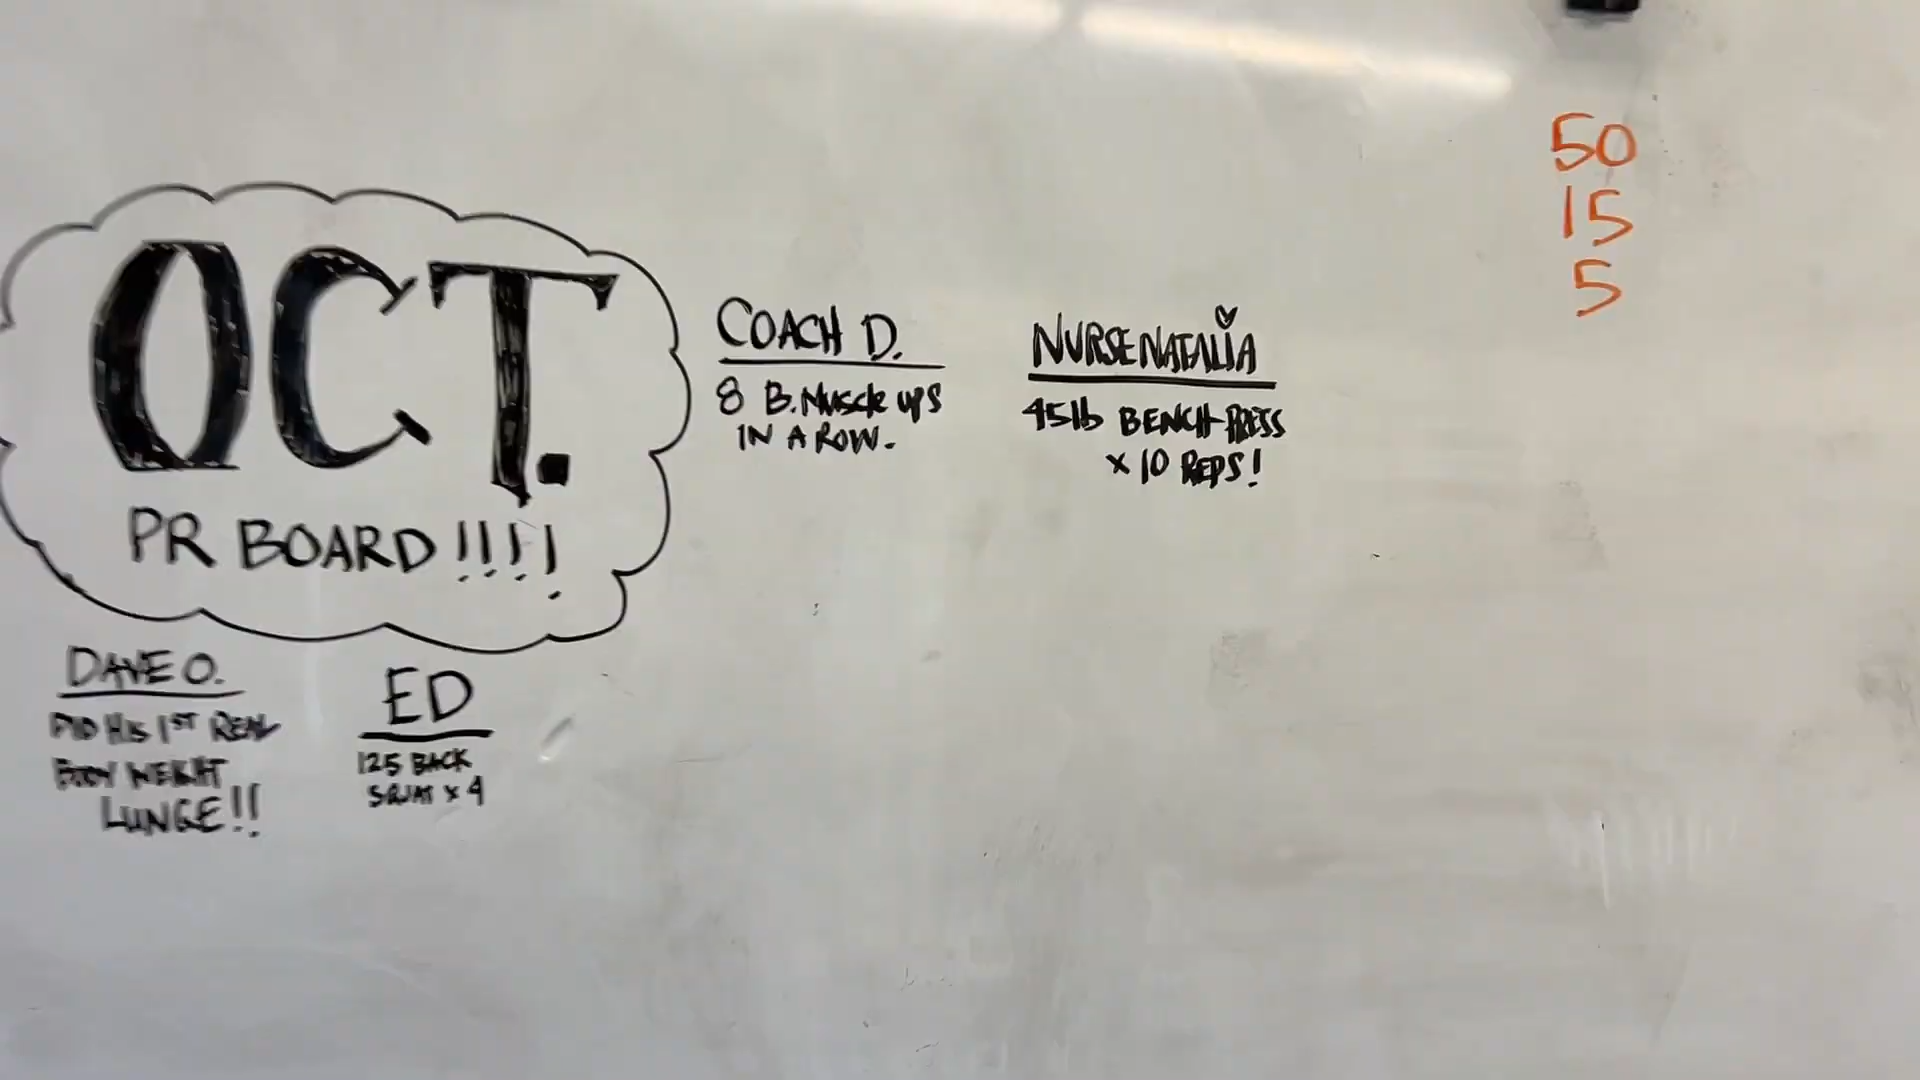 OCT.
PR BOARD!!!!
COACH D.
8 B. Muscle ups
IN A ROW.
NURSE NATALIA
45lb BENCH PRESS
x 10 REPS!
50
15
5
DAVE O.
DID HIS 1ST REAL
BODY WEIGHT
LUNGE!!
ED
125 BACK
SQUAT x 4